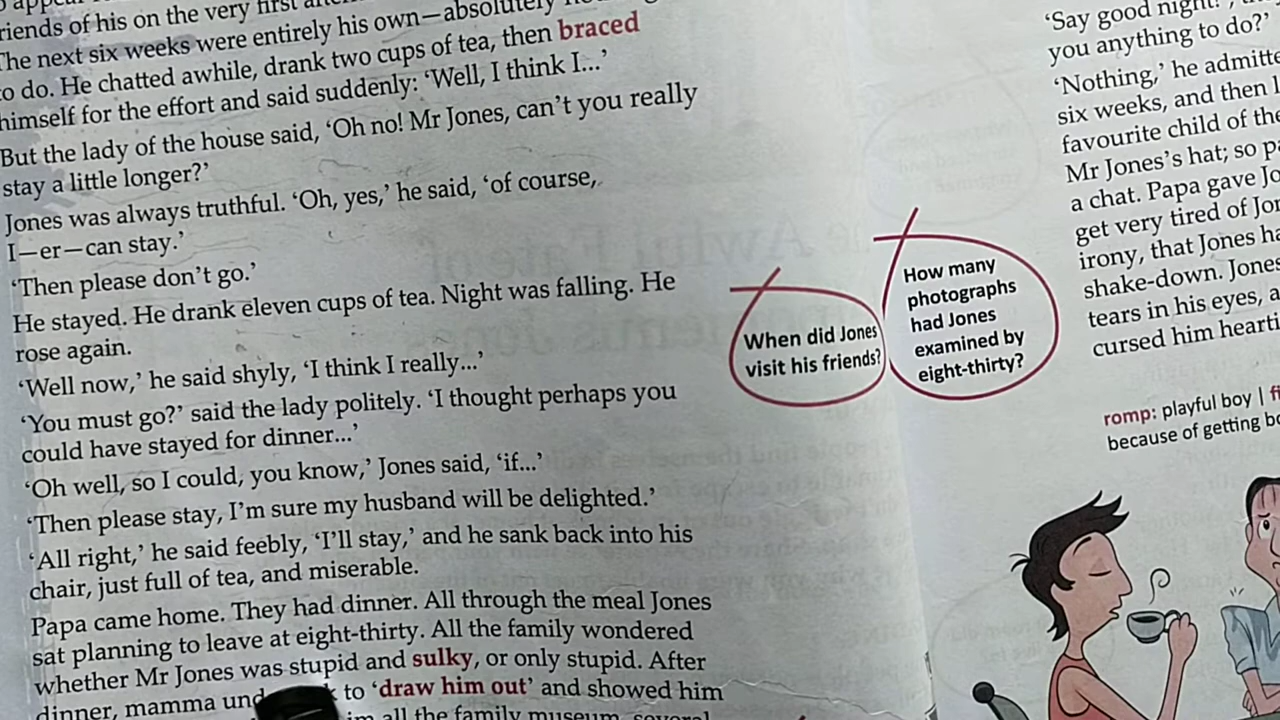 riends of his on the very first
The next six weeks were entirely his own—absolutely
to do. He chatted awhile, drank two cups of tea, then braced
himself for the effort and said suddenly: ‘Well, I think I...’
But the lady of the house said, ‘Oh no! Mr Jones, can’t you really
stay a little longer?’
Jones was always truthful. ‘Oh, yes,’ he said, ‘of course,
I—er—can stay.’
‘Then please don’t go.’
He stayed. He drank eleven cups of tea. Night was falling. He
rose again.
‘Well now,’ he said shyly, ‘I think I really...’
‘You must go?’ said the lady politely. ‘I thought perhaps you
could have stayed for dinner...’
‘Oh well, so I could, you know,’ Jones said, ‘if...’
‘Then please stay, I’m sure my husband will be delighted.’
‘All right,’ he said feebly, ‘I’ll stay,’ and he sank back into his
chair, just full of tea, and miserable.
Papa came home. They had dinner. All through the meal Jones
sat planning to leave at eight-thirty. All the family wondered
whether Mr Jones was stupid and sulky, or only stupid. After
dinner, mamma und k to ‘draw him out’ and showed him
im all the family museum, several
When did Jones
visit his friends?
How many
photographs
had Jones
examined by
eight-thirty?
‘Say good night!
you anything to do?’
‘Nothing,’ he admitte
six weeks, and then
favourite child of the
Mr Jones’s hat; so pa
a chat. Papa gave Jo
get very tired of Jon
irony, that Jones ha
shake-down. Jones
tears in his eyes, a
cursed him hearti
romp: playful boy |
because of getting bo